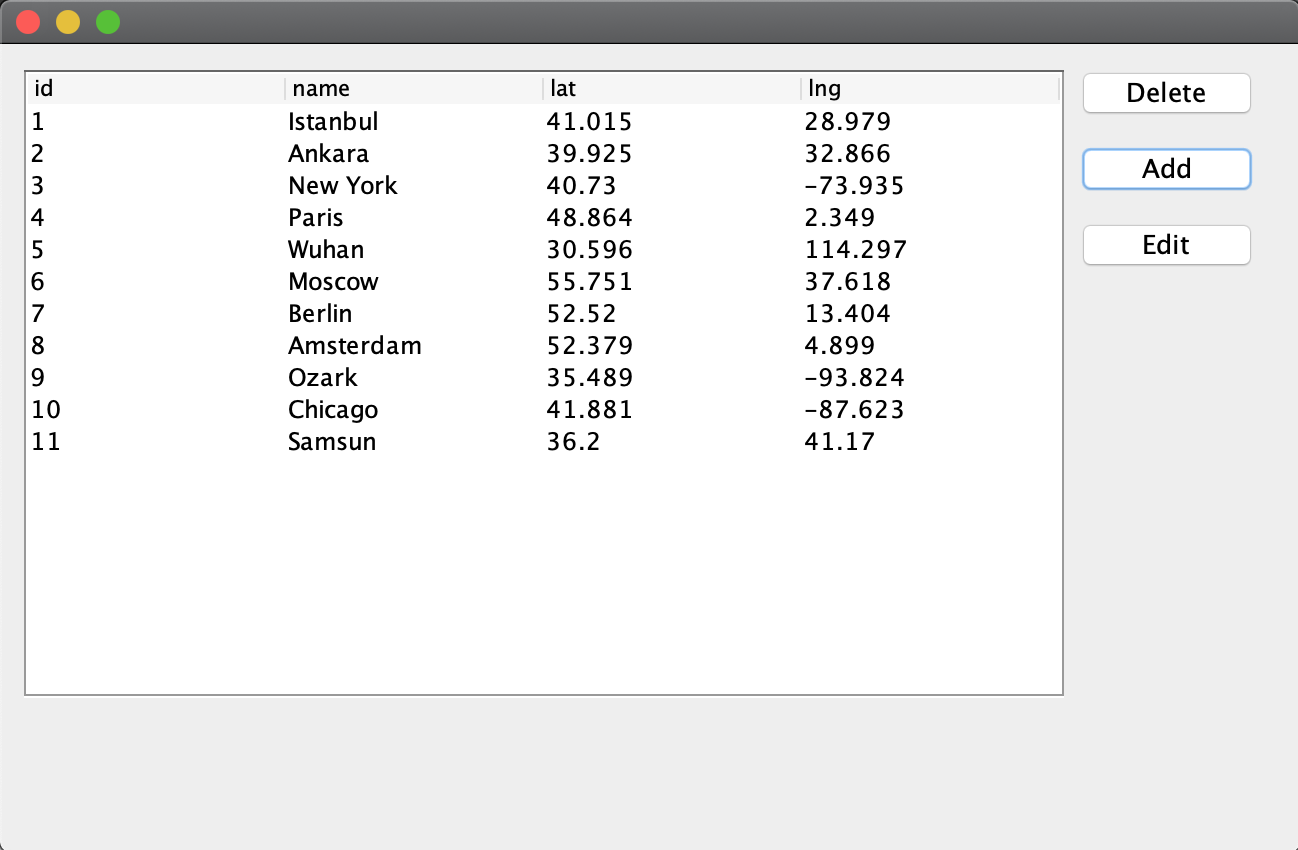 id name lat lng
1 Istanbul 41.015 28.979
2 Ankara 39.925 32.866
3 New York 40.73 -73.935
4 Paris 48.864 2.349
5 Wuhan 30.596 114.297
6 Moscow 55.751 37.618
7 Berlin 52.52 13.404
8 Amsterdam 52.379 4.899
9 Ozark 35.489 -93.824
10 Chicago 41.881 -87.623
11 Samsun 36.2 41.17
Delete
Add
Edit